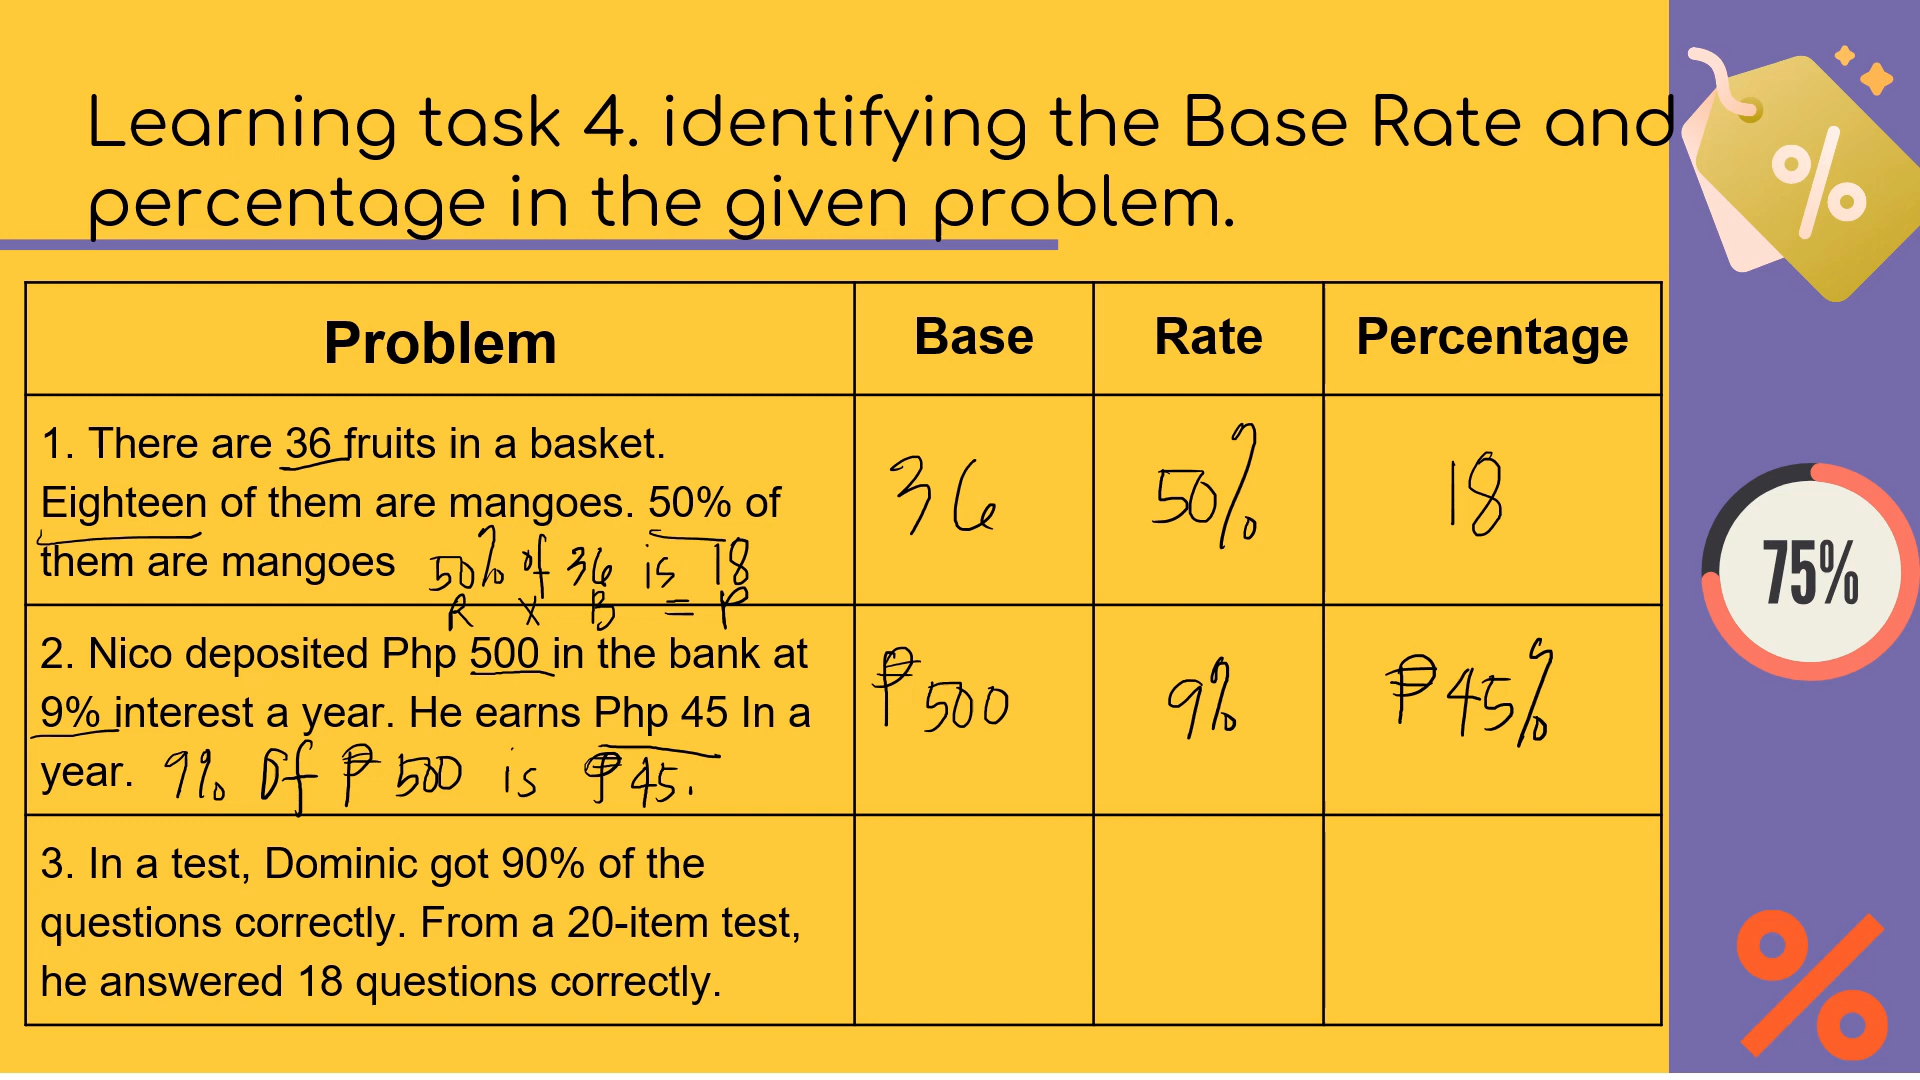 Learning task 4. identifying the Base Rate and
percentage in the given problem.
Problem
Base
Rate
Percentage
1. There are 36 fruits in a basket.
Eighteen of them are mangoes. 50% of
them are mangoes
50% of 36 is 18
R X B = P
36
50%
18
2. Nico deposited Php 500 in the bank at
9% interest a year. He earns Php 45 In a
year.
9% of ₱ 500 is ₱ 45.
₱ 500
9%
₱ 45%
3. In a test, Dominic got 90% of the
questions correctly. From a 20-item test,
he answered 18 questions correctly.
%
75%
%